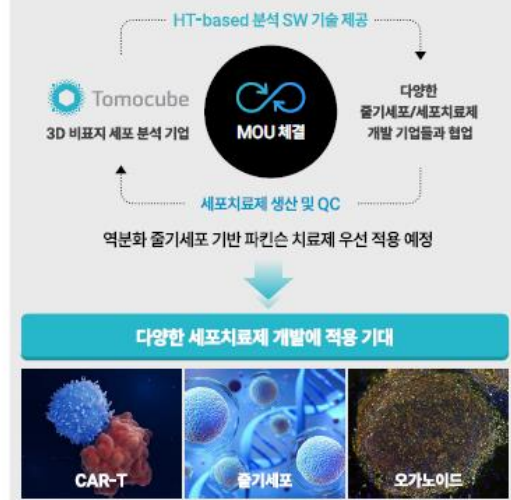 HT-based 분석 SW 기술 제공
Tomocube
3D 비표지 세포 분석 기업
MOU 체결
다양한
줄기세포/세포치료제
개발 기업들과 협업
세포치료제 생산 및 QC
역분화 줄기세포 기반 파킨슨 치료제 우선 적용 예정
다양한 세포치료제 개발에 적용 기대
CAR-T
줄기세포
오가노이드